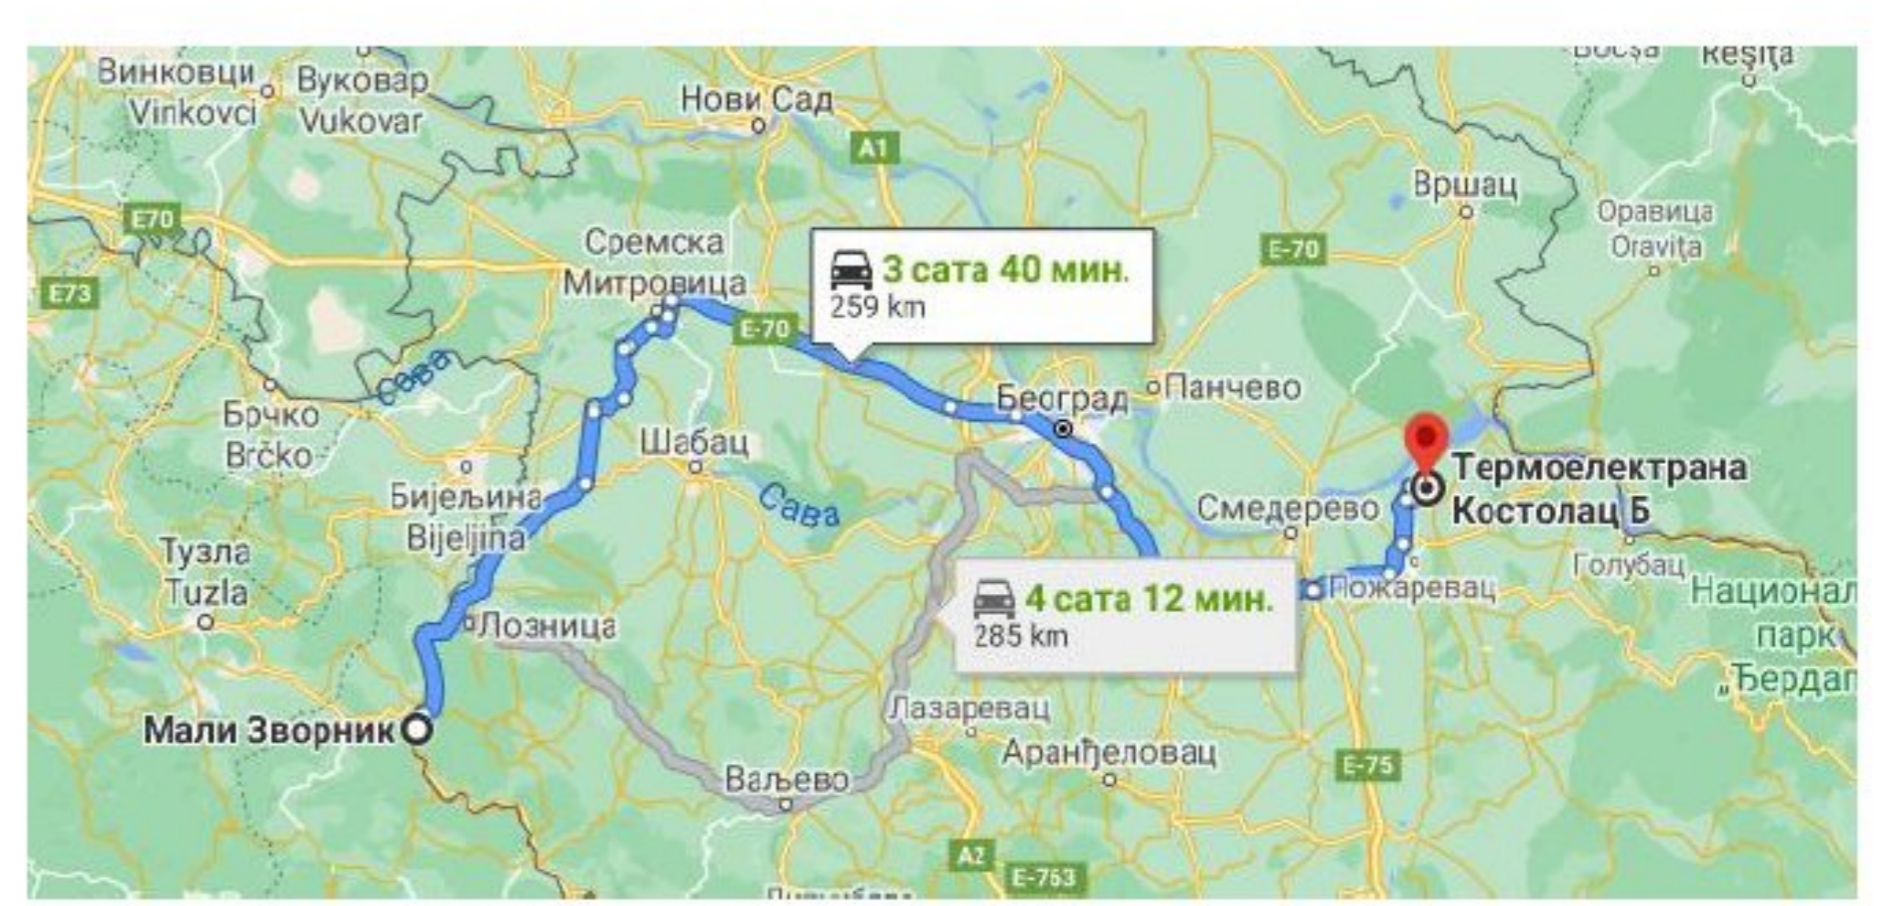 Reşiţa
Винковци
Vinkovci
Вуковар
Vukovar
Нови Сад
A1
Вршац
E70
Сремска
Митровица
3 сата 40 мин.
259 km
E-70
Оравица
Oraviţa
E73
E-70
Сава
Београд
Панчево
Брчко
Brčko
Шабац
Бијељина
Bijeljina
Сава
Смедерево
Термоелектрана
Костолац Б
Тузла
Tuzla
Голубац
4 сата 12 мин.
285 km
Пожаревац
Национал
парк
„Ђердап
Лозница
Лазаревац
Мали Зворник
Аранђеловац
Ваљево
E-75
A2
E-763